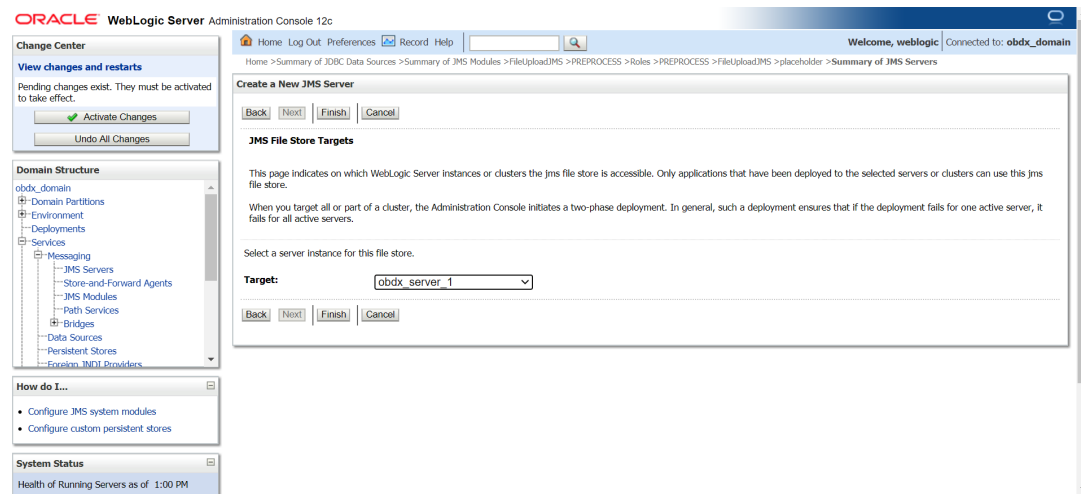 ORACLE WebLogic Server Administration Console 12c
Change Center
View changes and restarts
Pending changes exist. They must be activated
to take effect.
Activate Changes
Undo All Changes
Domain Structure
obdx_domain
Domain Partitions
Environment
Deployments
Services
Messaging
JMS Servers
Store-and-Forward Agents
JMS Modules
Path Services
Bridges
Data Sources
Persistent Stores
Foreign JNDI Providers
How do I...
Configure JMS system modules
Configure custom persistent stores
System Status
Health of Running Servers as of 1:00 PM
Home Log Out Preferences Record Help
Welcome, weblogic Connected to: obdx_domain
Home >Summary of JDBC Data Sources >Summary of JMS Modules >FileUploadJMS >PREPROCESS >Roles >PREPROCESS >FileUploadJMS >placeholder >Summary of JMS Servers
Create a New JMS Server
Back Next Finish Cancel
JMS File Store Targets
This page indicates on which WebLogic Server instances or clusters the jms file store is accessible. Only applications that have been deployed to the selected servers or clusters can use this jms
file store.
When you target all or part of a cluster, the Administration Console initiates a two-phase deployment. In general, such a deployment ensures that if the deployment fails for one active server, it
fails for all active servers.
Select a server instance for this file store.
Target: obdx_server_1
Back Next Finish Cancel